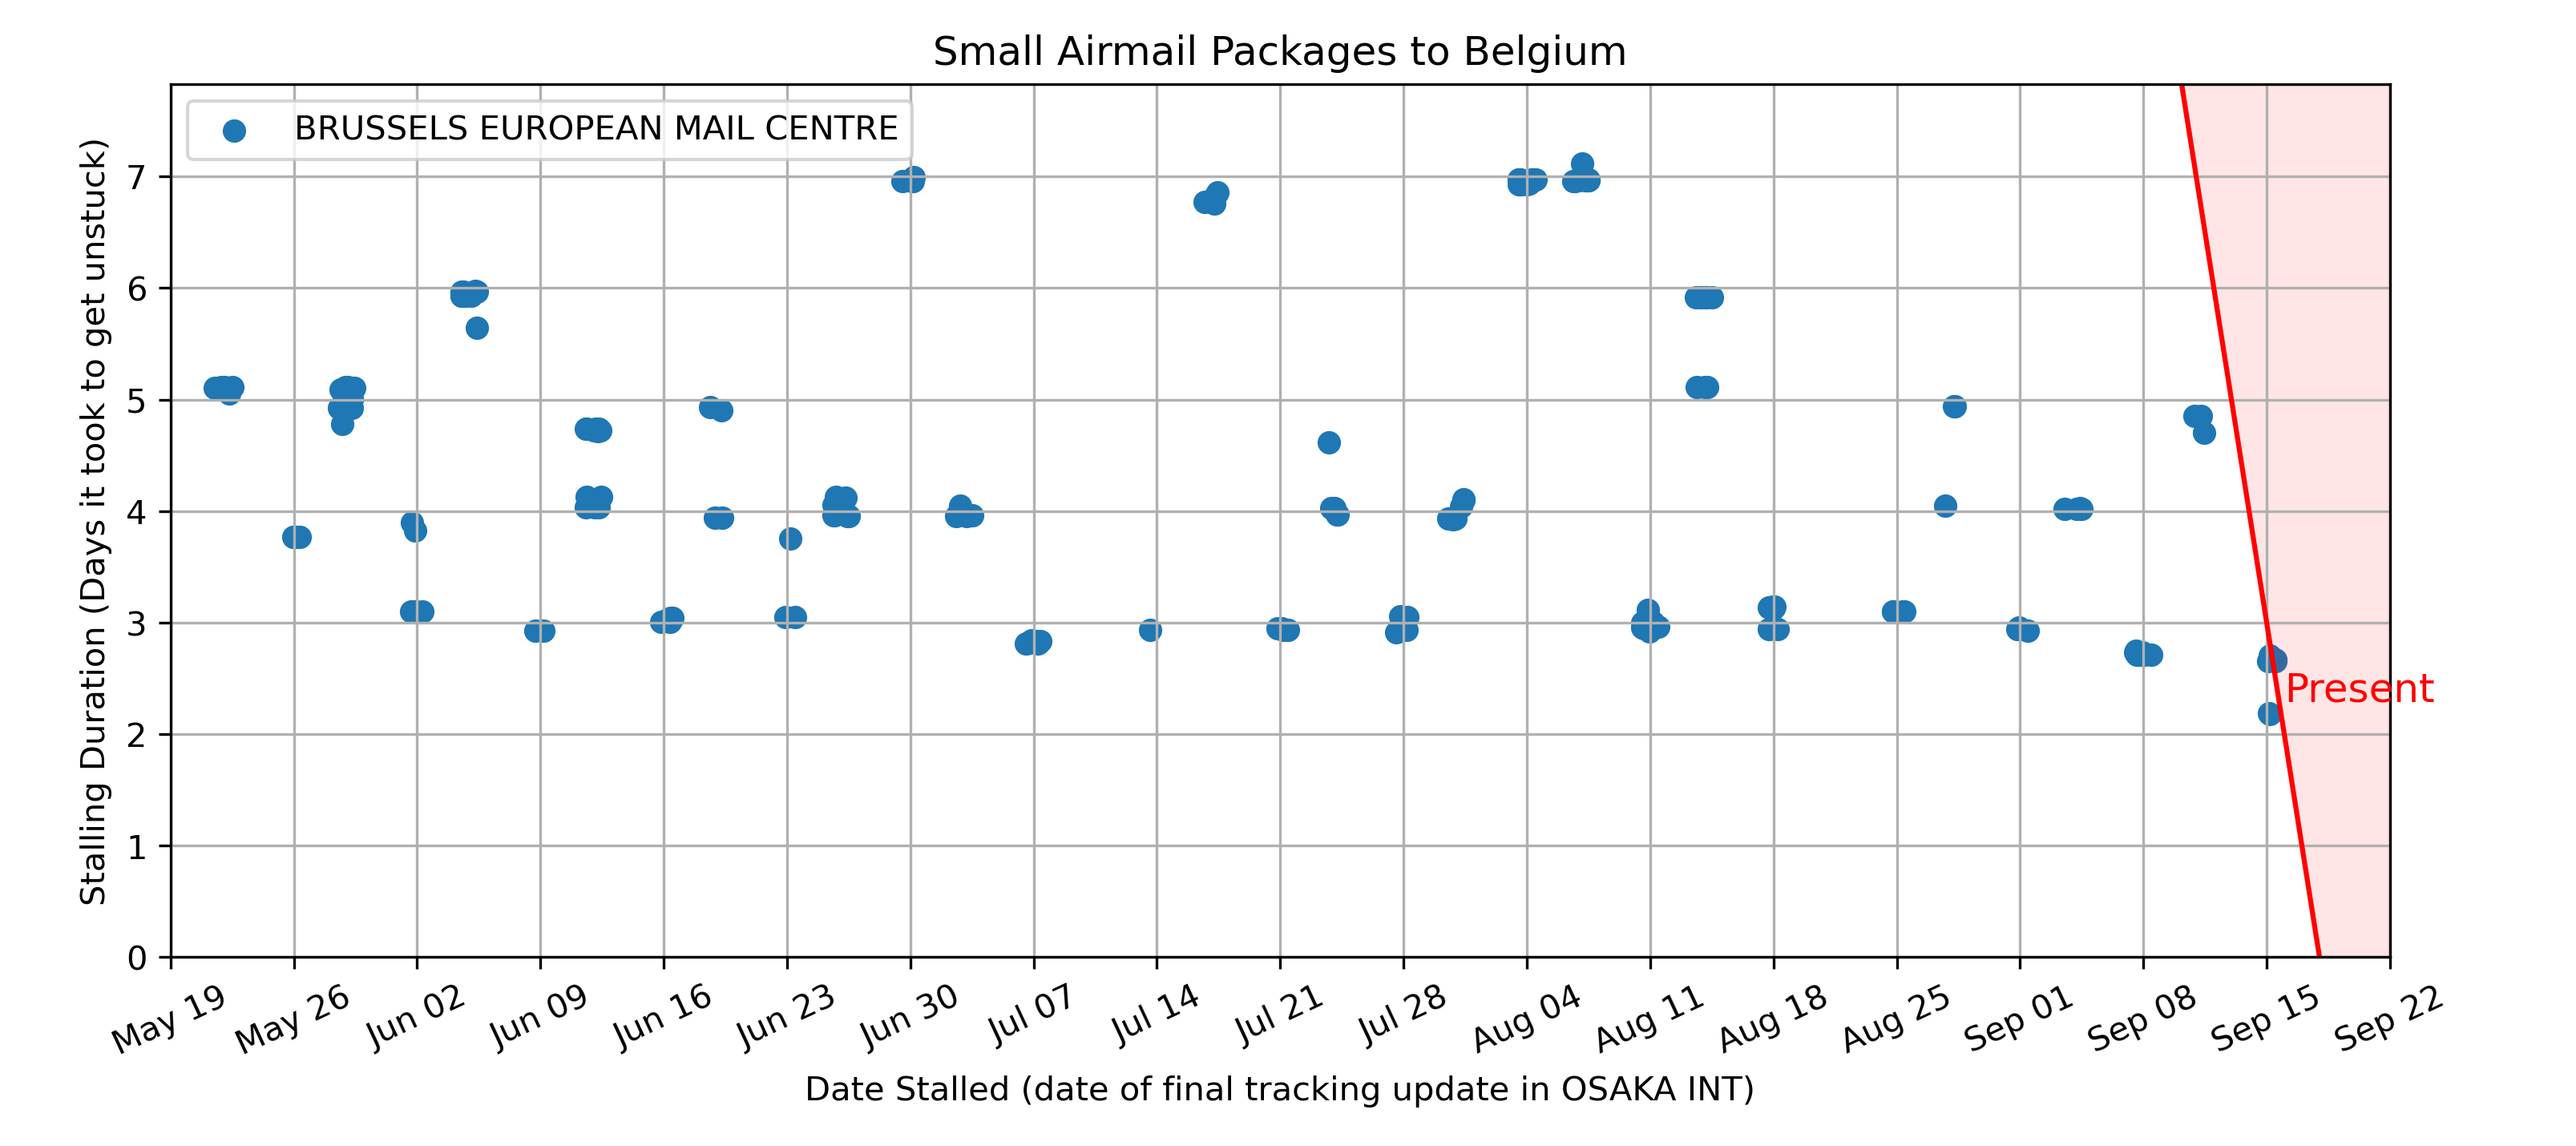 Small Airmail Packages to Belgium
BRUSSELS EUROPEAN MAIL CENTRE
Stalling Duration (Days it took to get unstuck)
7
6
5
4
3
2
1
0
Present
May 19
May 26
Jun 02
Jun 09
Jun 16
Jun 23
Jun 30
Jul 07
Jul 14
Jul 21
Jul 28
Aug 04
Aug 11
Aug 18
Aug 25
Sep 01
Sep 08
Sep 15
Sep 22
Date Stalled (date of final tracking update in OSAKA INT)